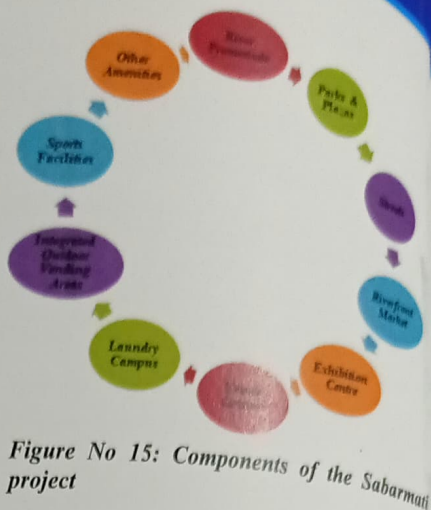 River
Promenade
Parks &
Plazas
Riverfront
Market
Exhibition
Centre
Laundry
Campus
Integrated
Outdoor
Vending
Areas
Sports
Facilities
Other
Amenities
Figure No 15: Components of the Sabarmati
project